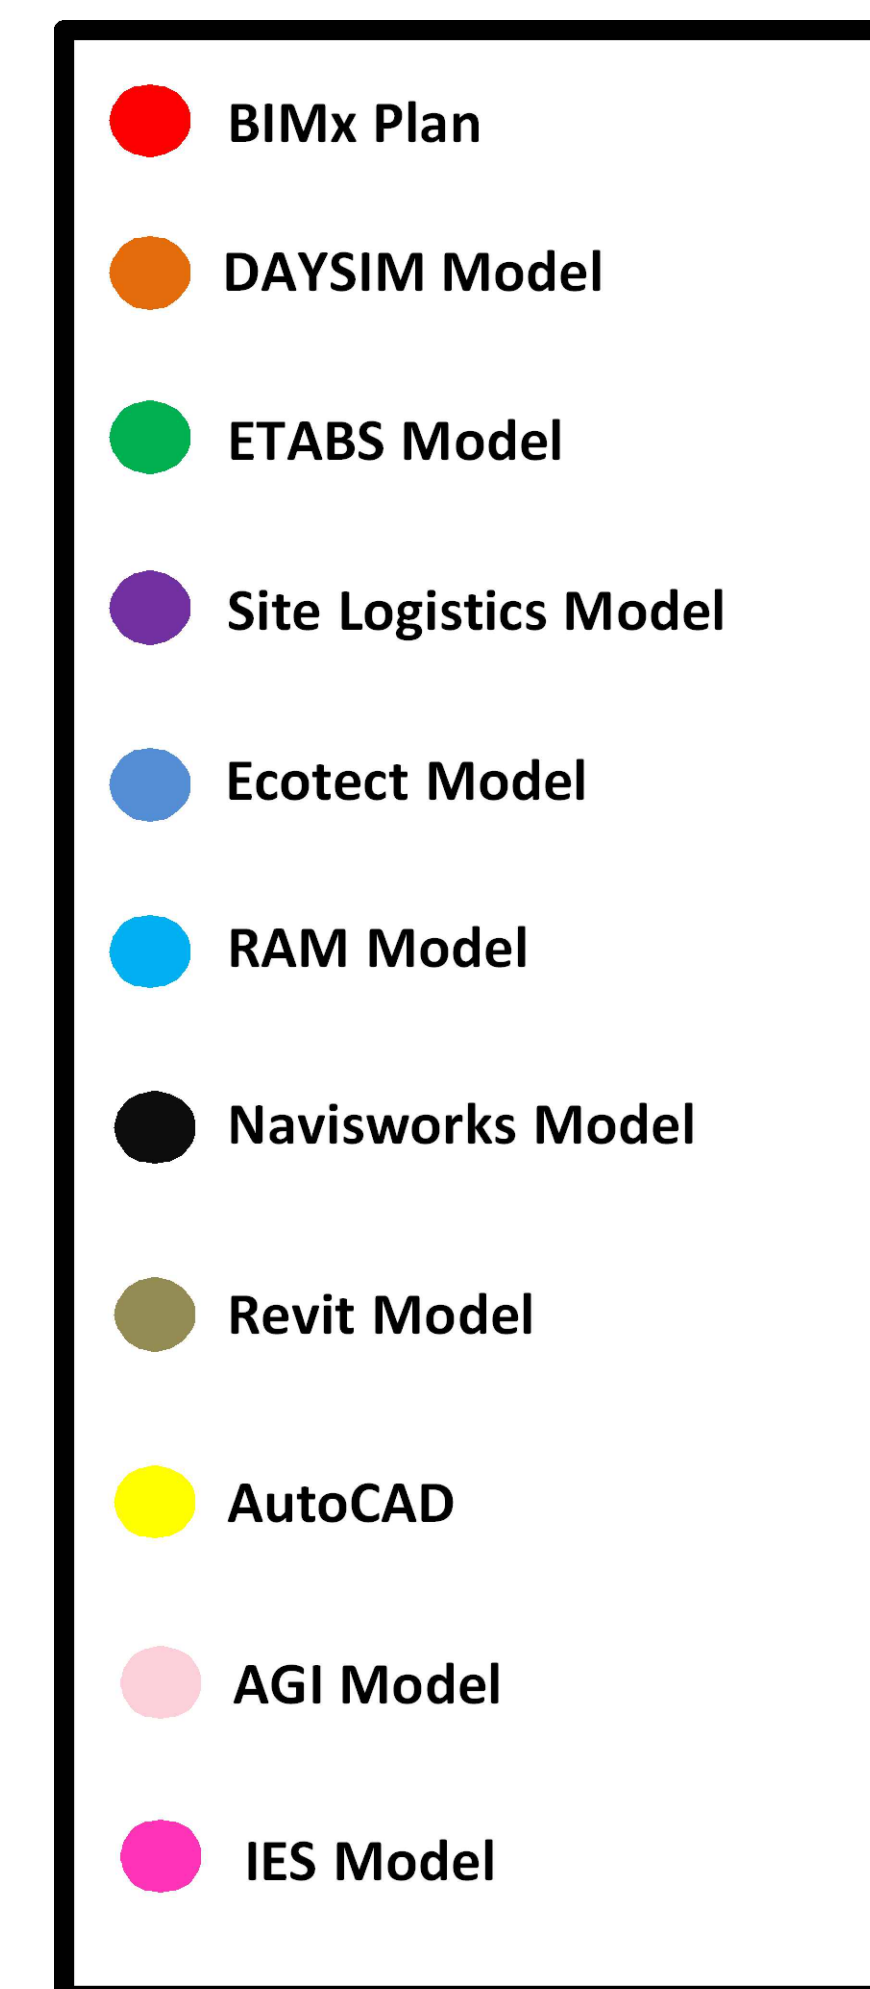 BIMx Plan
DAYSIM Model
ETABS Model
Site Logistics Model
Ecotect Model
RAM Model
Navisworks Model
Revit Model
AutoCAD
AGI Model
IES Model